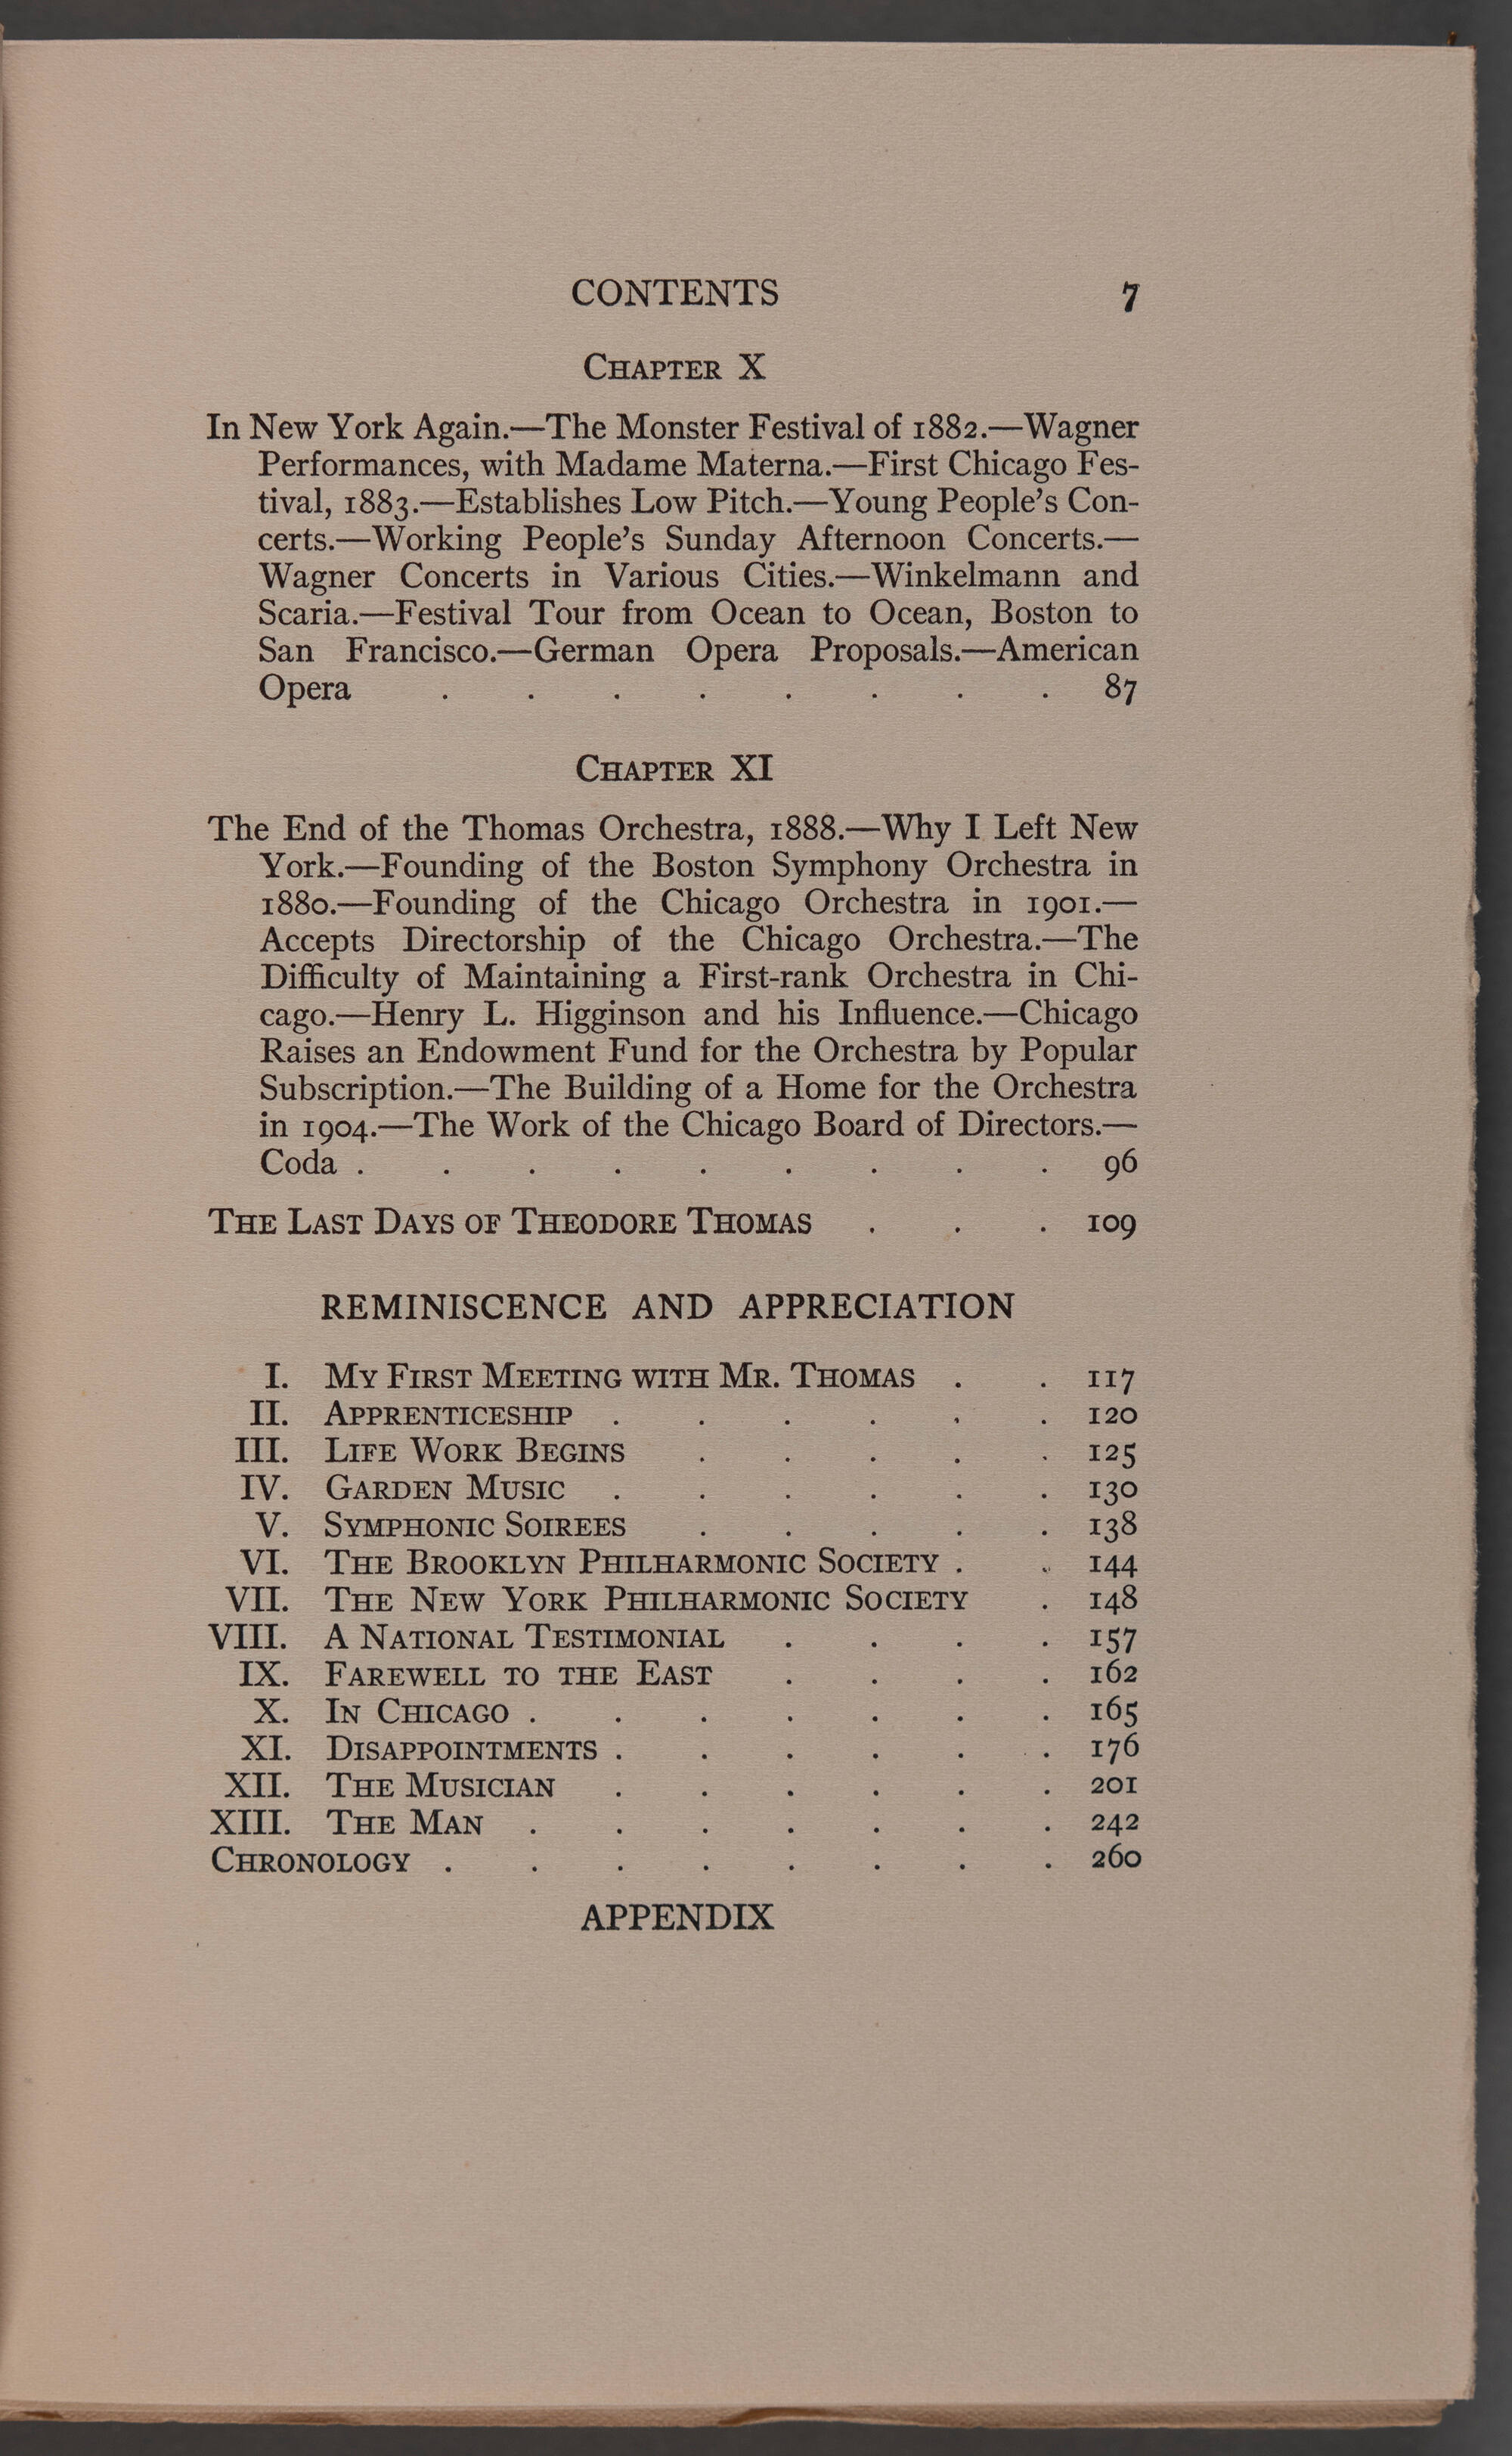 CONTENTS 7
CHAPTER X
In New York Again.—The Monster Festival of 1882.—Wagner
Performances, with Madame Materna.—First Chicago Fes-
tival, 1883.—Establishes Low Pitch.—Young People's Con-
certs.—Working People's Sunday Afternoon Concerts.—
Wagner Concerts in Various Cities.—Winkelmann and
Scaria.—Festival Tour from Ocean to Ocean, Boston to
San Francisco.—German Opera Proposals.—American
Opera . . . . . . . . 87
CHAPTER XI
The End of the Thomas Orchestra, 1888.—Why I Left New
York.—Founding of the Boston Symphony Orchestra in
1880.—Founding of the Chicago Orchestra in 1901.—
Accepts Directorship of the Chicago Orchestra.—The
Difficulty of Maintaining a First-rank Orchestra in Chi-
cago.—Henry L. Higginson and his Influence.—Chicago
Raises an Endowment Fund for the Orchestra by Popular
Subscription.—The Building of a Home for the Orchestra
in 1904.—The Work of the Chicago Board of Directors.—
Coda . . . . . . . . . 96
THE LAST DAYS OF THEODORE THOMAS . . . 109
REMINISCENCE AND APPRECIATION
I. MY FIRST MEETING WITH MR. THOMAS . . 117
II. APPRENTICESHIP . . . . . . 120
III. LIFE WORK BEGINS . . . . . 125
IV. GARDEN MUSIC . . . . . . 130
V. SYMPHONIC SOIREES . . . . . 138
VI. THE BROOKLYN PHILHARMONIC SOCIETY . . 144
VII. THE NEW YORK PHILHARMONIC SOCIETY . 148
VIII. A NATIONAL TESTIMONIAL . . . . 157
IX. FAREWELL TO THE EAST . . . . 162
X. IN CHICAGO . . . . . . . 165
XI. DISAPPOINTMENTS . . . . . . 176
XII. THE MUSICIAN . . . . . . 201
XIII. THE MAN . . . . . . . 242
CHRONOLOGY . . . . . . . . 260
APPENDIX